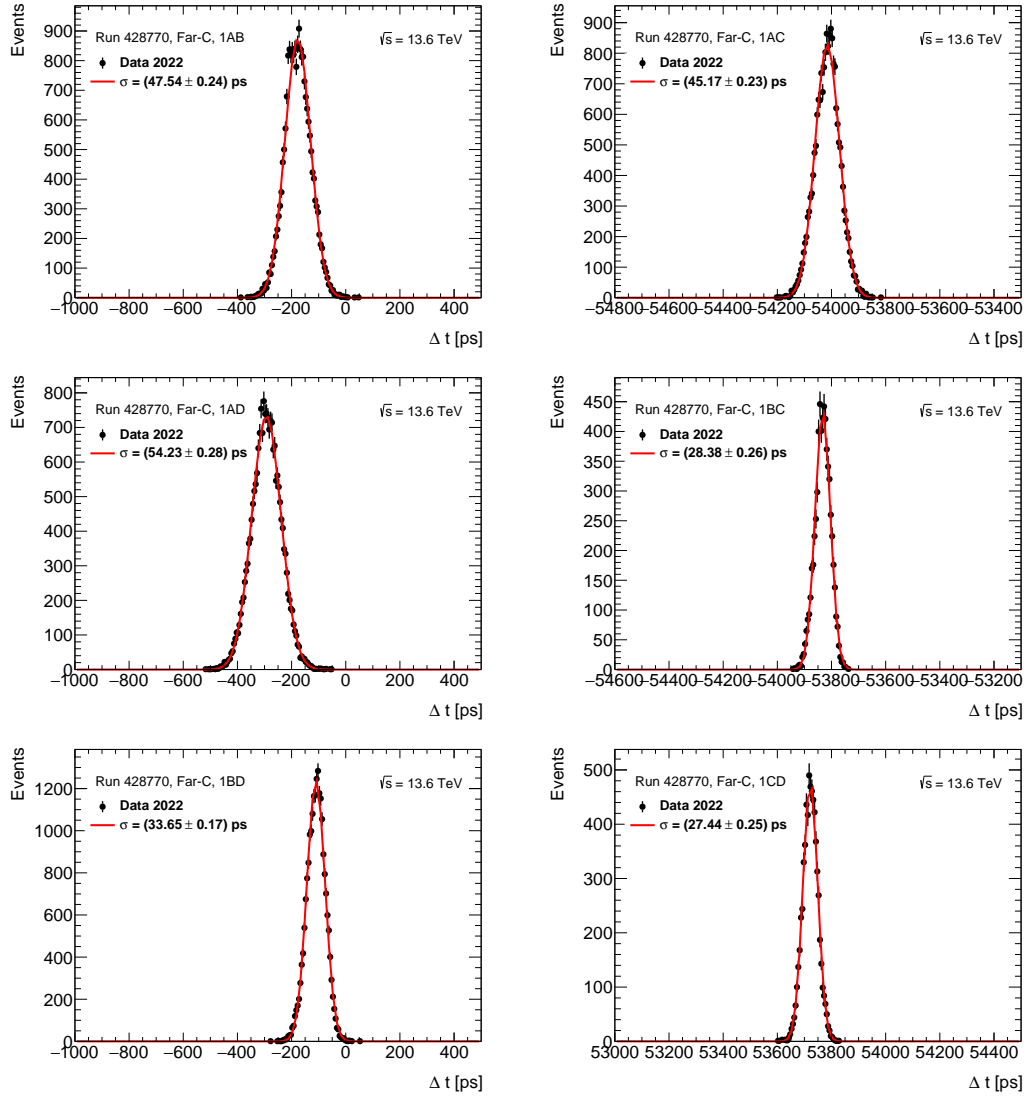 Events
Run 428770, Far-C, 1AB
√s = 13.6 TeV
Data 2022
σ = (47.54 ± 0.24) ps
900
800
700
600
500
400
300
200
100
0
−1000 −800 −600 −400 −200 0 200 400
Δ t [ps]
Events
Run 428770, Far-C, 1AC
√s = 13.6 TeV
Data 2022
σ = (45.17 ± 0.23) ps
900
800
700
600
500
400
300
200
100
0
−54800 −54600 −54400 −54200 −54000 −53800 −53600 −53400
Δ t [ps]
Events
Run 428770, Far-C, 1AD
√s = 13.6 TeV
Data 2022
σ = (54.23 ± 0.28) ps
800
700
600
500
400
300
200
100
0
−1000 −800 −600 −400 −200 0 200 400
Δ t [ps]
Events
Run 428770, Far-C, 1BC
√s = 13.6 TeV
Data 2022
σ = (28.38 ± 0.26) ps
450
400
350
300
250
200
150
100
50
0
−54600 −54400 −54200 −54000 −53800 −53600 −53400 −53200
Δ t [ps]
Events
Run 428770, Far-C, 1BD
√s = 13.6 TeV
Data 2022
σ = (33.65 ± 0.17) ps
1200
1000
800
600
400
200
0
−1000 −800 −600 −400 −200 0 200 400
Δ t [ps]
Events
Run 428770, Far-C, 1CD
√s = 13.6 TeV
Data 2022
σ = (27.44 ± 0.25) ps
500
400
300
200
100
0
53000 53200 53400 53600 53800 54000 54200 54400
Δ t [ps]